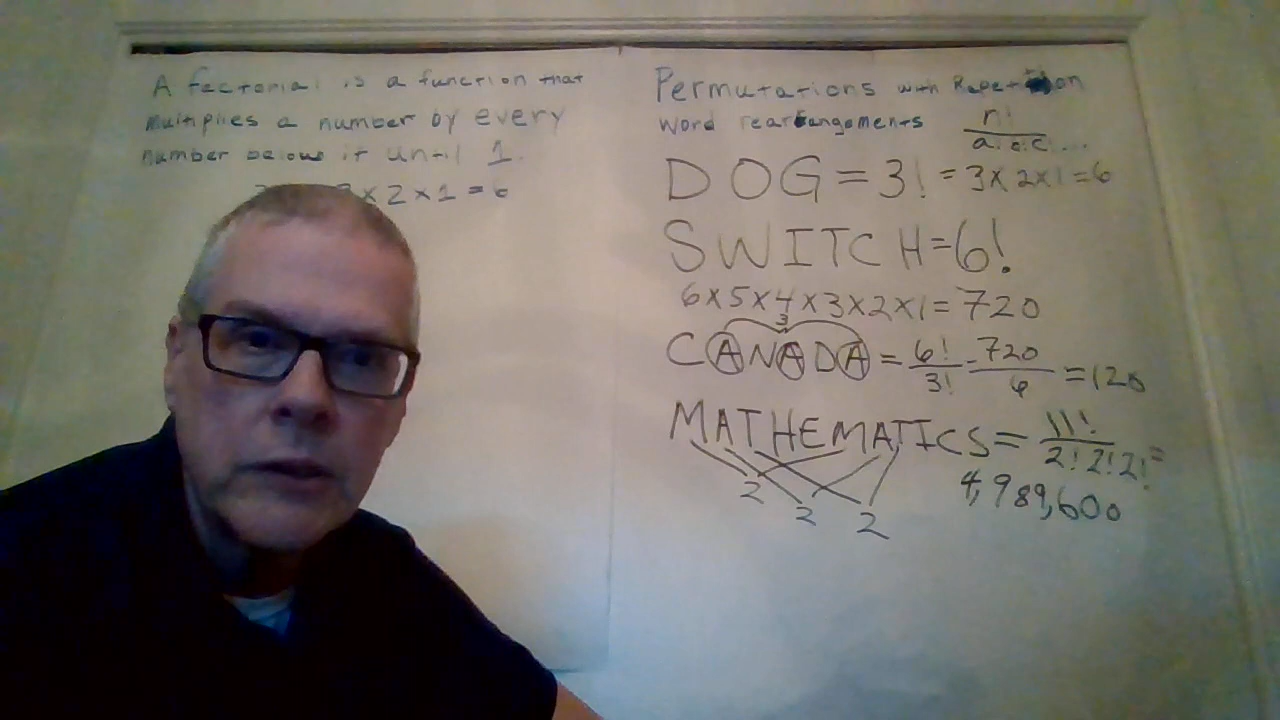 A factorial is a function that
multiplies a number by every
number below it until 1.
x 2 x 1 = 6
Permutations with
word rearrangements n!
a! b! c! ...
DOG = 3! = 3 x 2 x 1 = 6
SWITCH = 6!
6 x 5 x 4 x 3 x 2 x 1 = 720
3
CANADA = 6!/3! = 720/6 = 120
MATHEMATICS = 11!/2! 2! 2! =
4,989,600
2 2 2